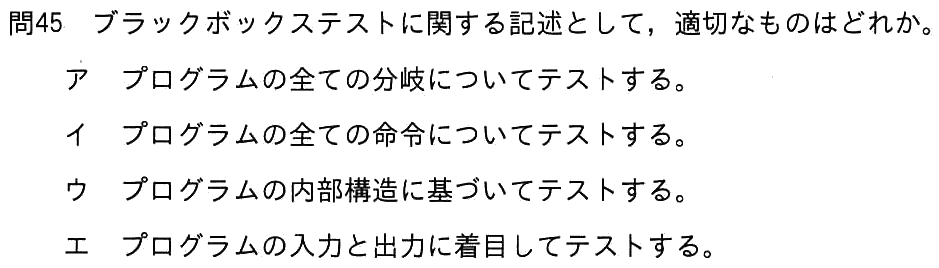 問45 ブラックボックステストに関する記述として，適切なものはどれか。
ア プログラムの全ての分岐についてテストする。
イ プログラムの全ての命令についてテストする。
ウ プログラムの内部構造に基づいてテストする。
エ プログラムの入力と出力に着目してテストする。